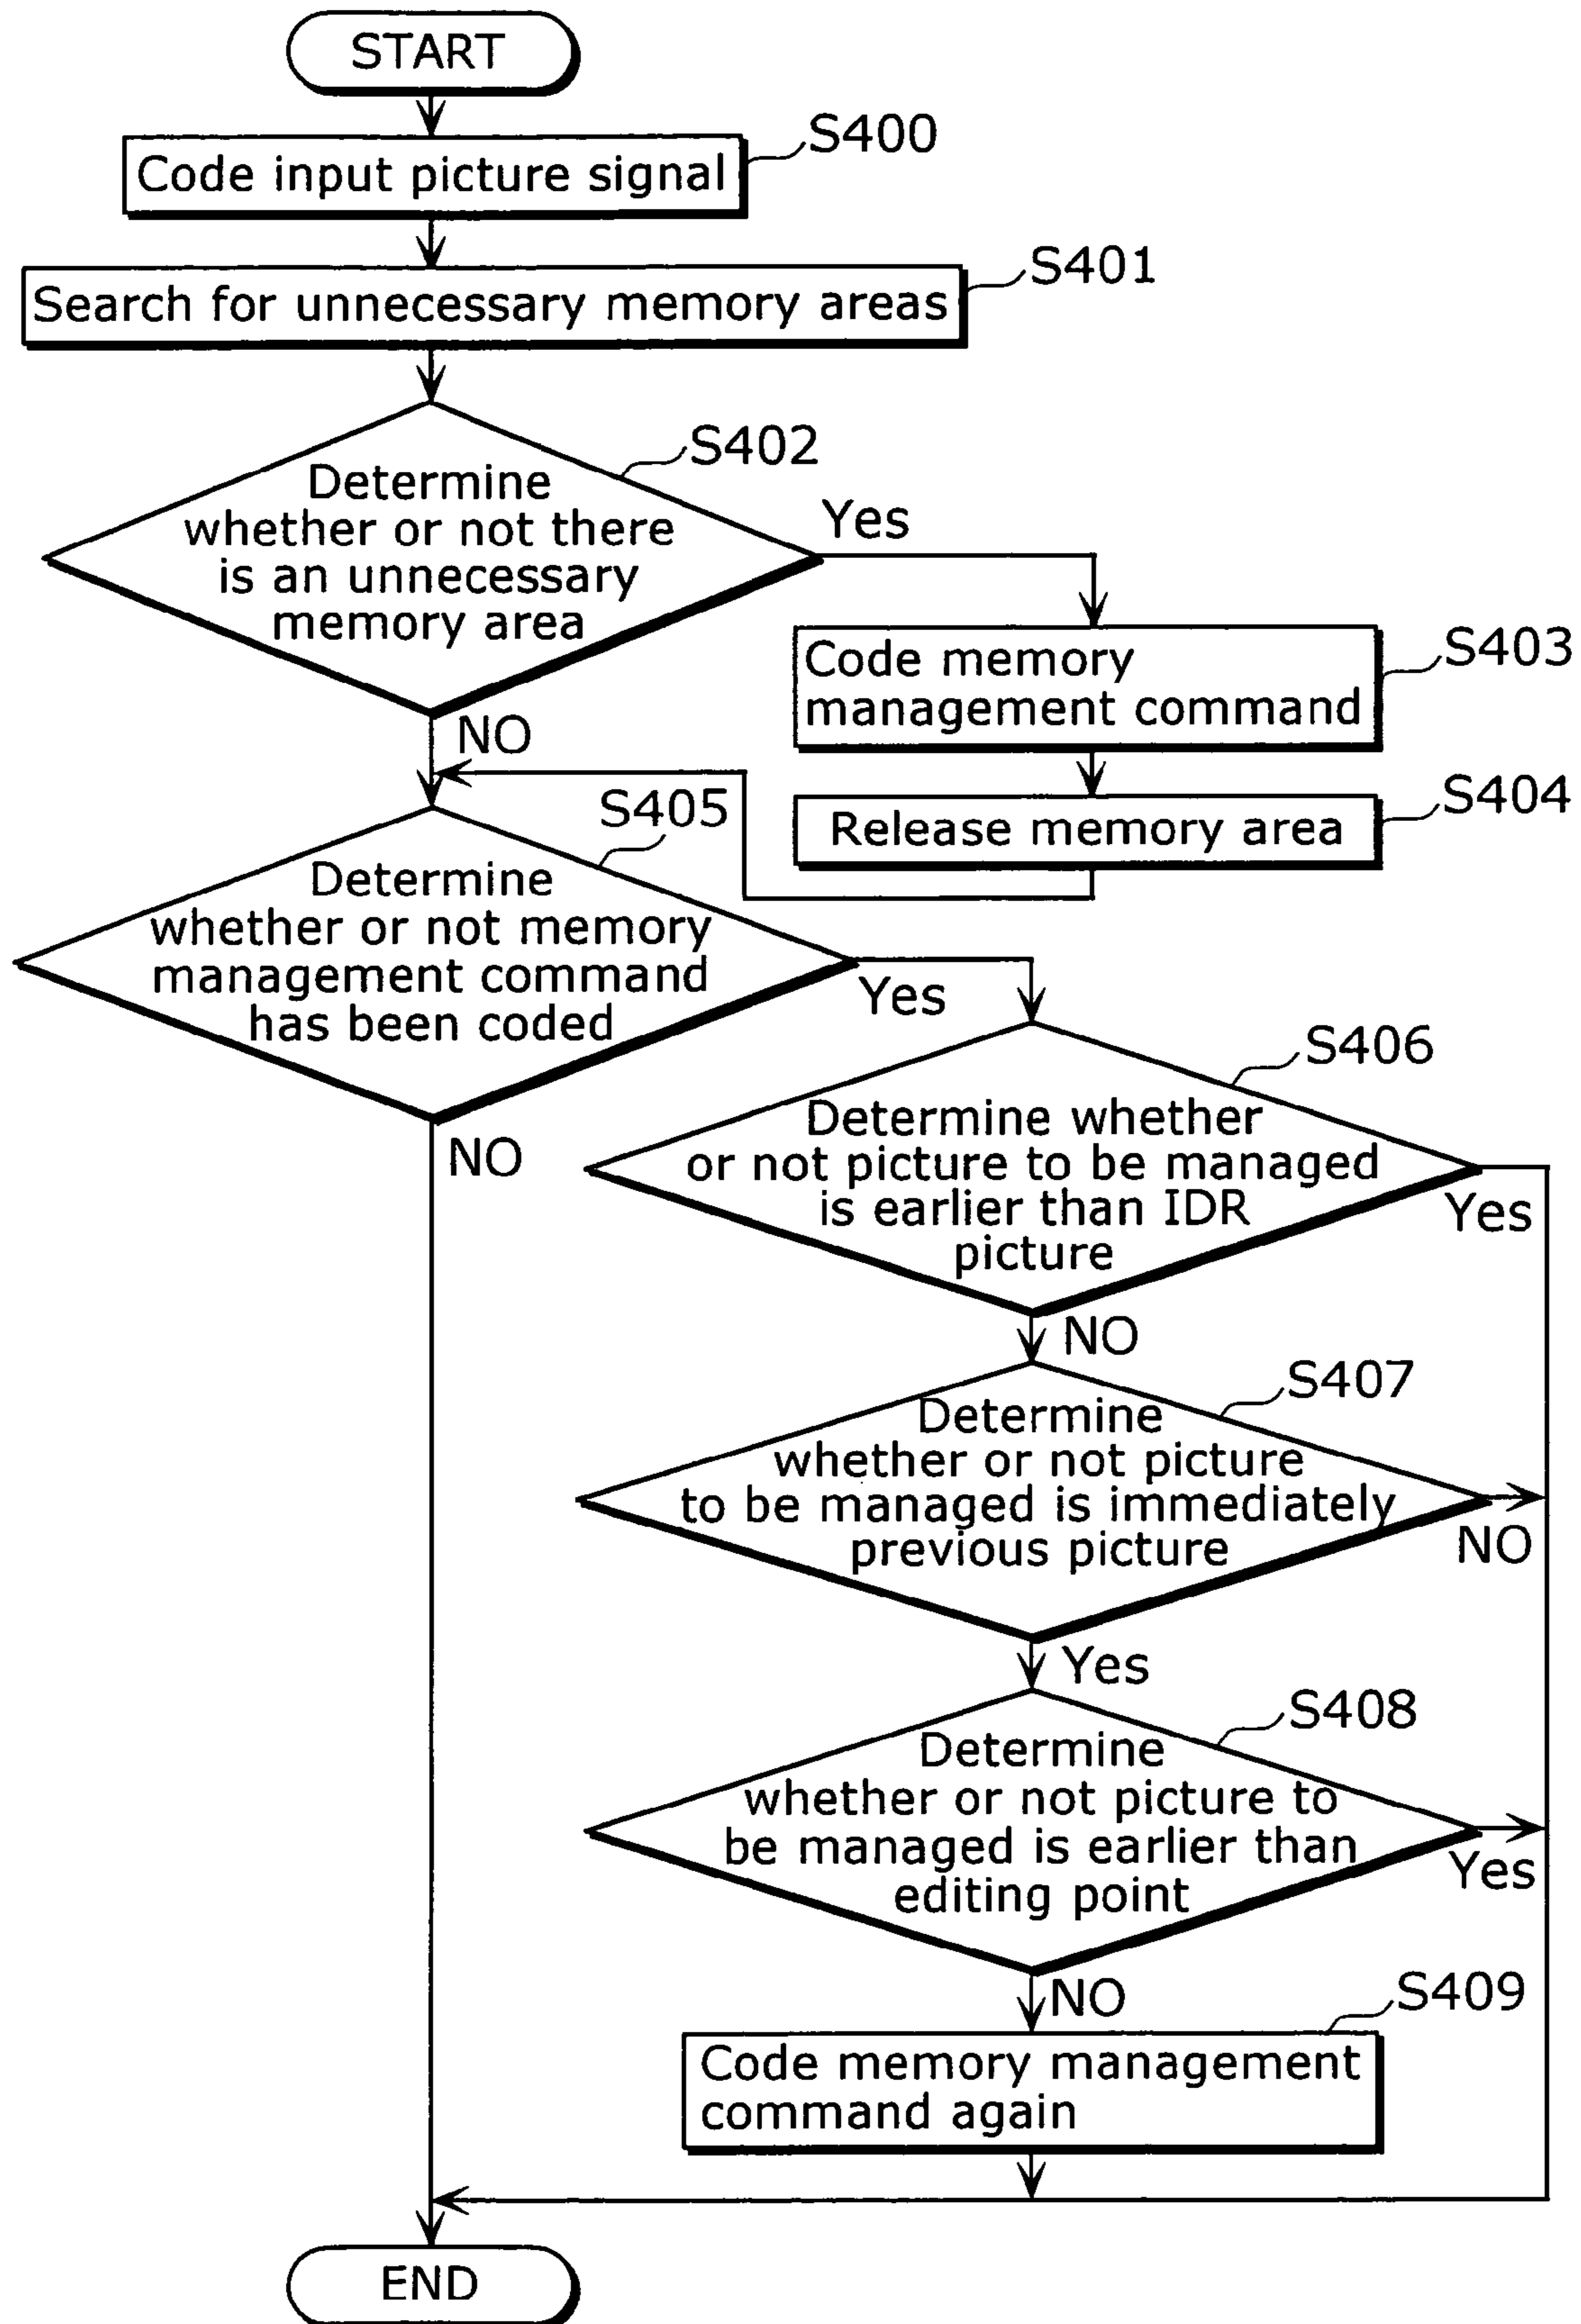 START
S400
Code input picture signal
S401
Search for unnecessary memory areas
S402
Determine
whether or not there
is an unnecessary
memory area
Yes
NO
S403
Code memory
management command
S404
Release memory area
S405
Determine
whether or not memory
management command
has been coded
Yes
NO
S406
Determine whether
or not picture to be managed
is earlier than IDR
picture
Yes
NO
S407
Determine
whether or not picture
to be managed is immediately
previous picture
NO
Yes
S408
Determine
whether or not picture to
be managed is earlier than
editing point
Yes
NO
S409
Code memory management
command again
END